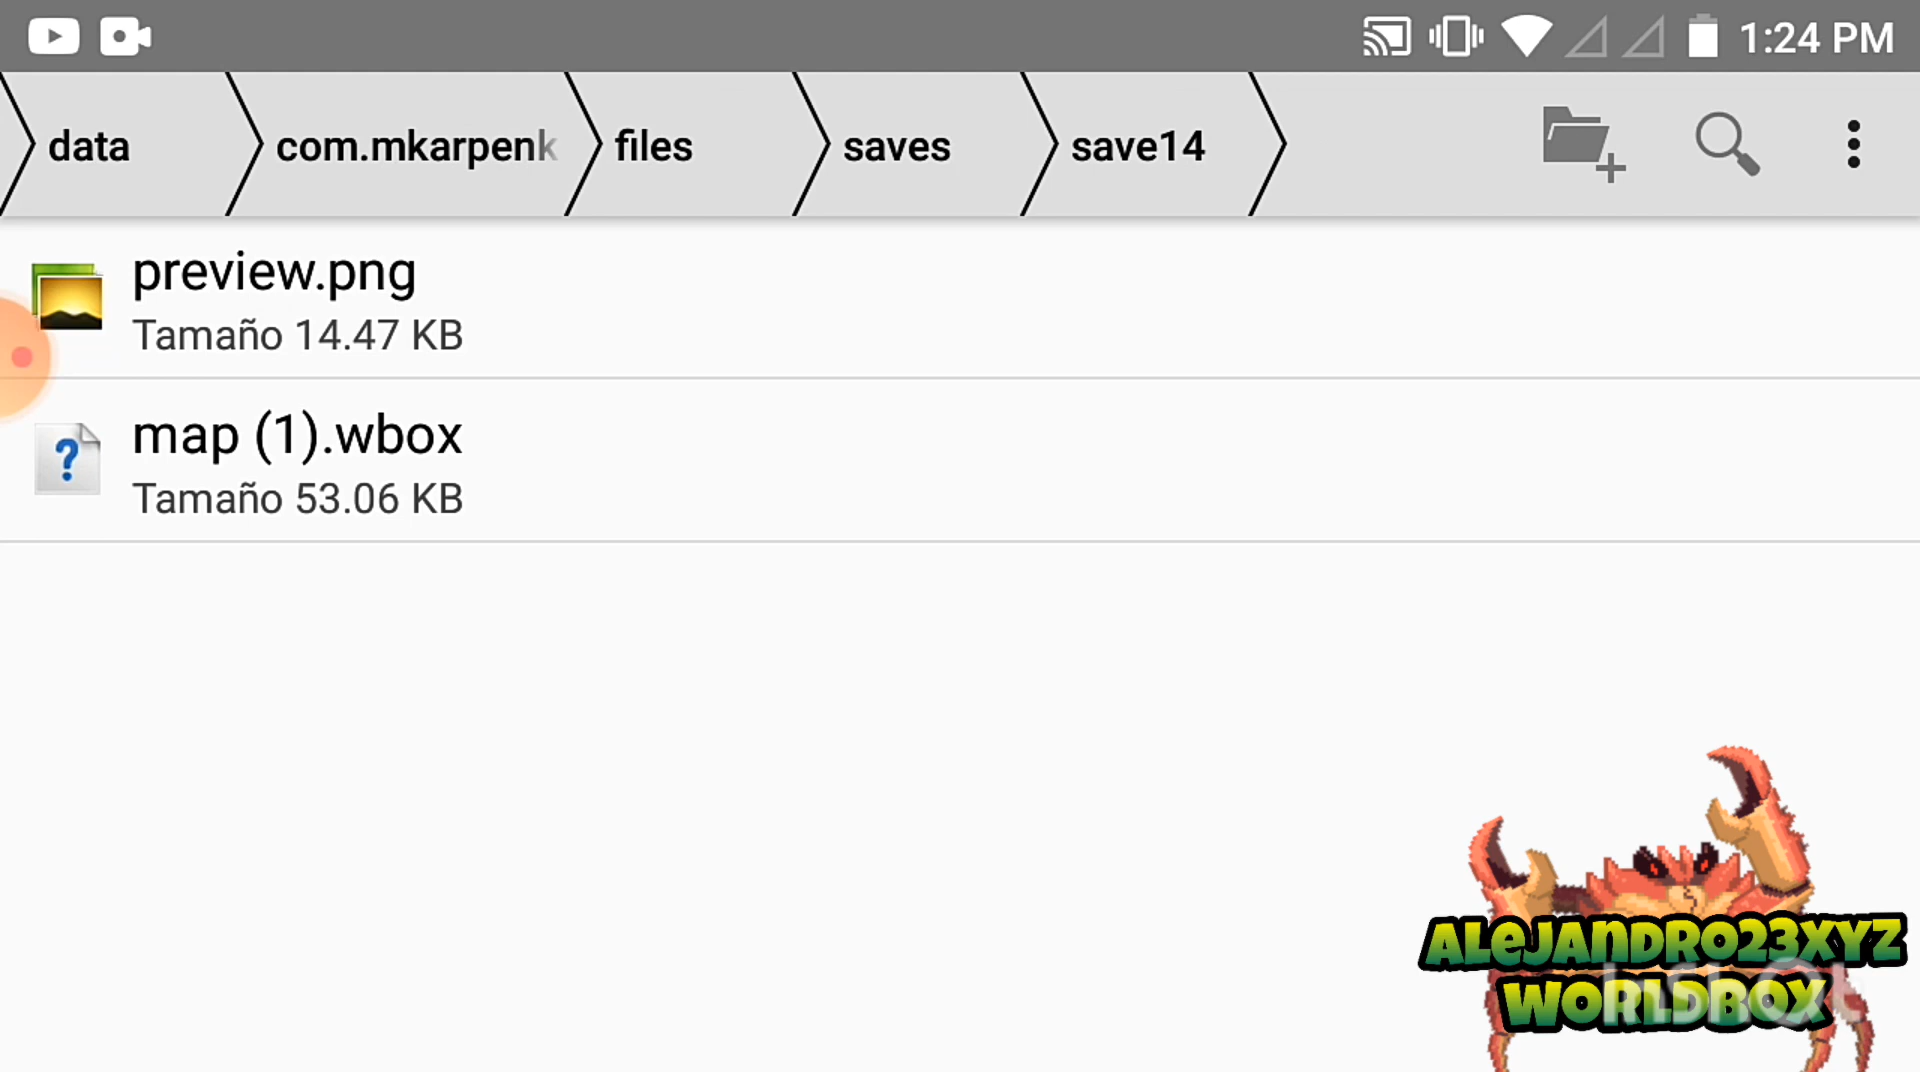 1:24 PM
data com.mkarpenk files saves save14
preview.png
Tamaño 14.47 KB
map (1).wbox
Tamaño 53.06 KB
ALEJANDRO23XYZ
WORLDBOX
InShot